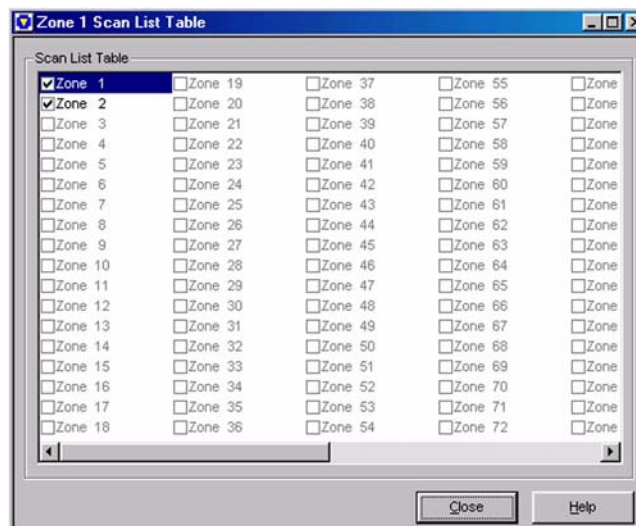 Zone 1 Scan List Table
Scan List Table
Zone 1 Zone 19 Zone 37 Zone 55 Zone
Zone 2 Zone 20 Zone 38 Zone 56 Zone
Zone 3 Zone 21 Zone 39 Zone 57 Zone
Zone 4 Zone 22 Zone 40 Zone 58 Zone
Zone 5 Zone 23 Zone 41 Zone 59 Zone
Zone 6 Zone 24 Zone 42 Zone 60 Zone
Zone 7 Zone 25 Zone 43 Zone 61 Zone
Zone 8 Zone 26 Zone 44 Zone 62 Zone
Zone 9 Zone 27 Zone 45 Zone 63 Zone
Zone 10 Zone 28 Zone 46 Zone 64 Zone
Zone 11 Zone 29 Zone 47 Zone 65 Zone
Zone 12 Zone 30 Zone 48 Zone 66 Zone
Zone 13 Zone 31 Zone 49 Zone 67 Zone
Zone 14 Zone 32 Zone 50 Zone 68 Zone
Zone 15 Zone 33 Zone 51 Zone 69 Zone
Zone 16 Zone 34 Zone 52 Zone 70 Zone
Zone 17 Zone 35 Zone 53 Zone 71 Zone
Zone 18 Zone 36 Zone 54 Zone 72 Zone
Close Help